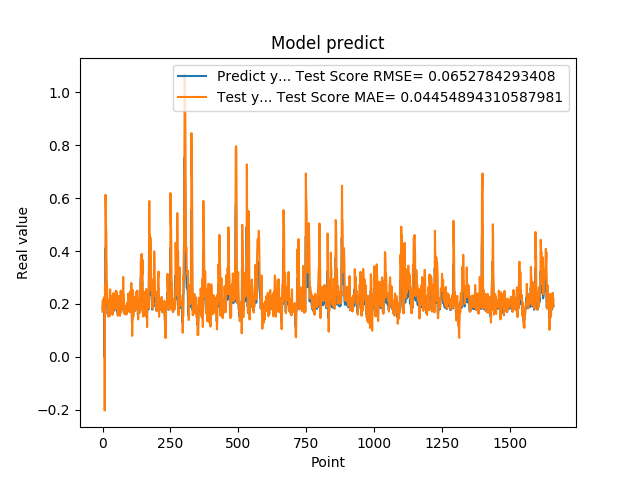 Model predict
Predict y... Test Score RMSE= 0.0652784293408
Test y... Test Score MAE= 0.04454894310587981
Real value
1.0
0.8
0.6
0.4
0.2
0.0
−0.2
0 250 500 750 1000 1250 1500
Point